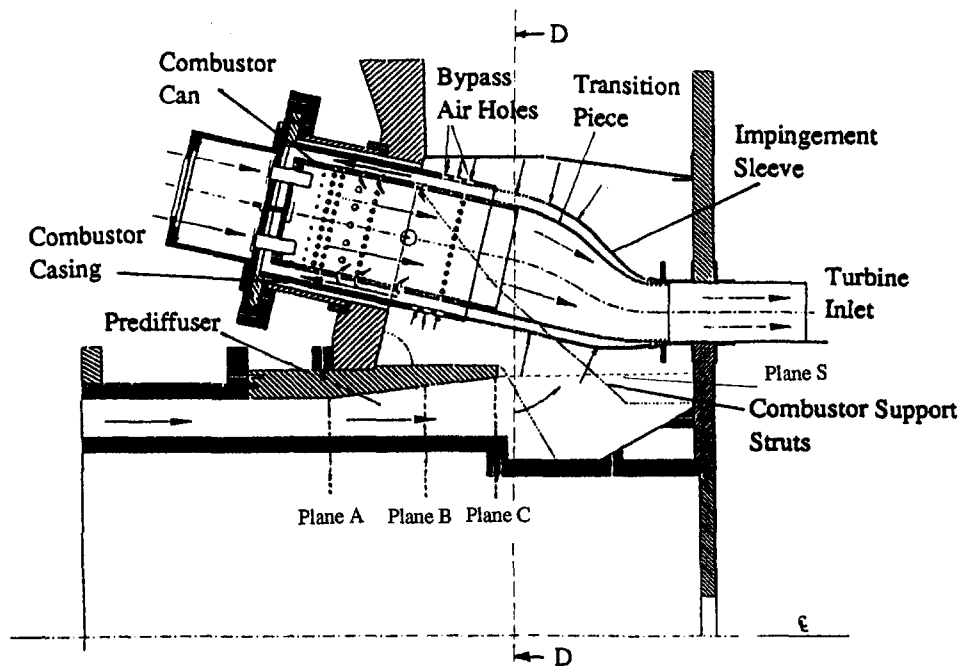 D
Combustor
Can
Bypass
Air Holes
Transition
Piece
Impingement
Sleeve
Combustor
Casing
Turbine
Inlet
Prediffuser
Plane S
Combustor Support
Struts
Plane A
Plane B
Plane C
℄
D